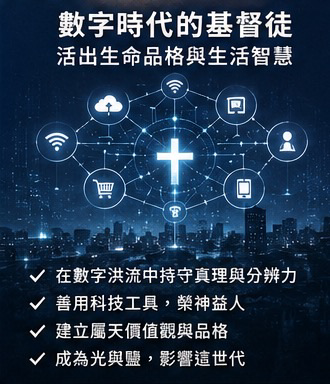 數字時代的基督徒
活出生命品格與生活智慧
在數字洪流中持守真理與分辨力
善用科技工具，榮神益人
建立屬天價值觀與品格
成為光與鹽，影響這世代